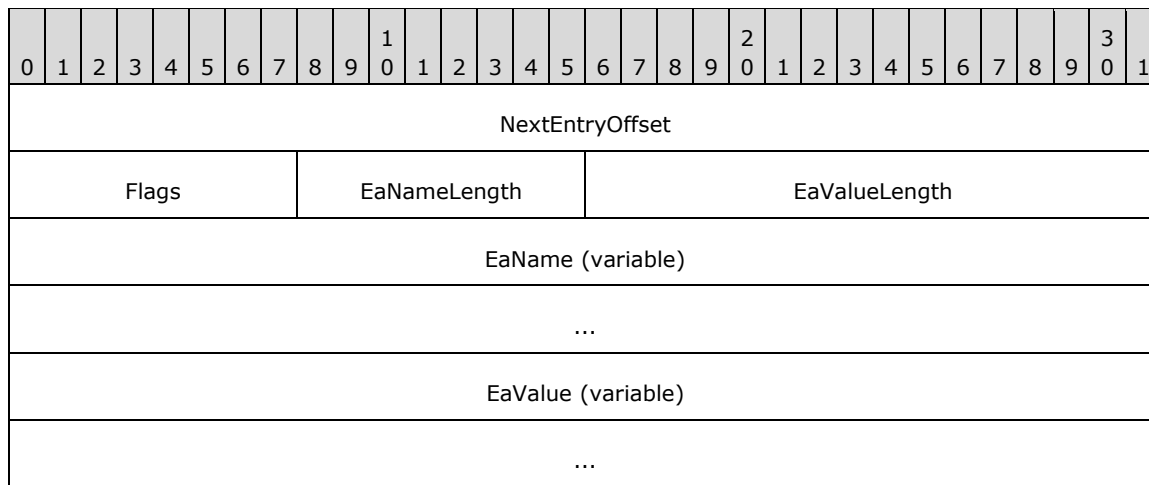 1 2 3
0 1 2 3 4 5 6 7 8 9 0 1 2 3 4 5 6 7 8 9 0 1 2 3 4 5 6 7 8 9 0 1
NextEntryOffset
Flags EaNameLength EaValueLength
EaName (variable)
...
EaValue (variable)
...